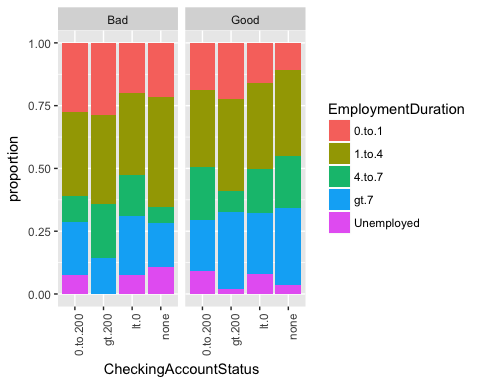 Bad Good
1.00
0.75
0.50
0.25
0.00
proportion
0.to.200 gt.200 lt.0 none 0.to.200 gt.200 lt.0 none
CheckingAccountStatus
EmploymentDuration
0.to.1
1.to.4
4.to.7
gt.7
Unemployed